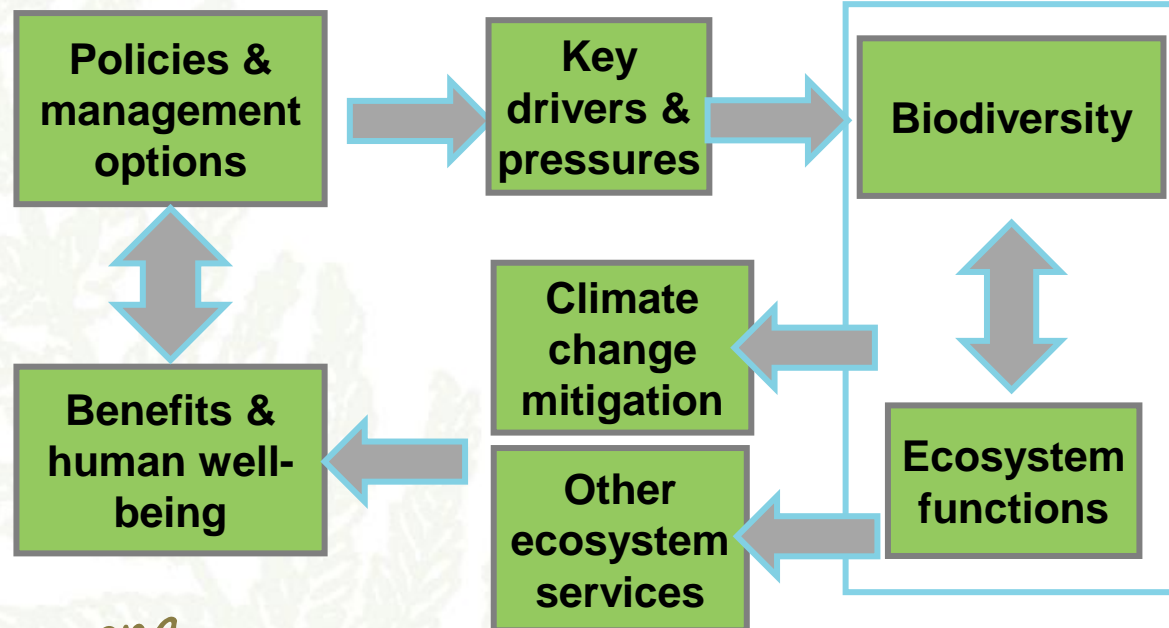 Policies &
management
options
Key
drivers &
pressures
Biodiversity
Climate
change
mitigation
Benefits &
human well-
being
Other
ecosystem
services
Ecosystem
functions